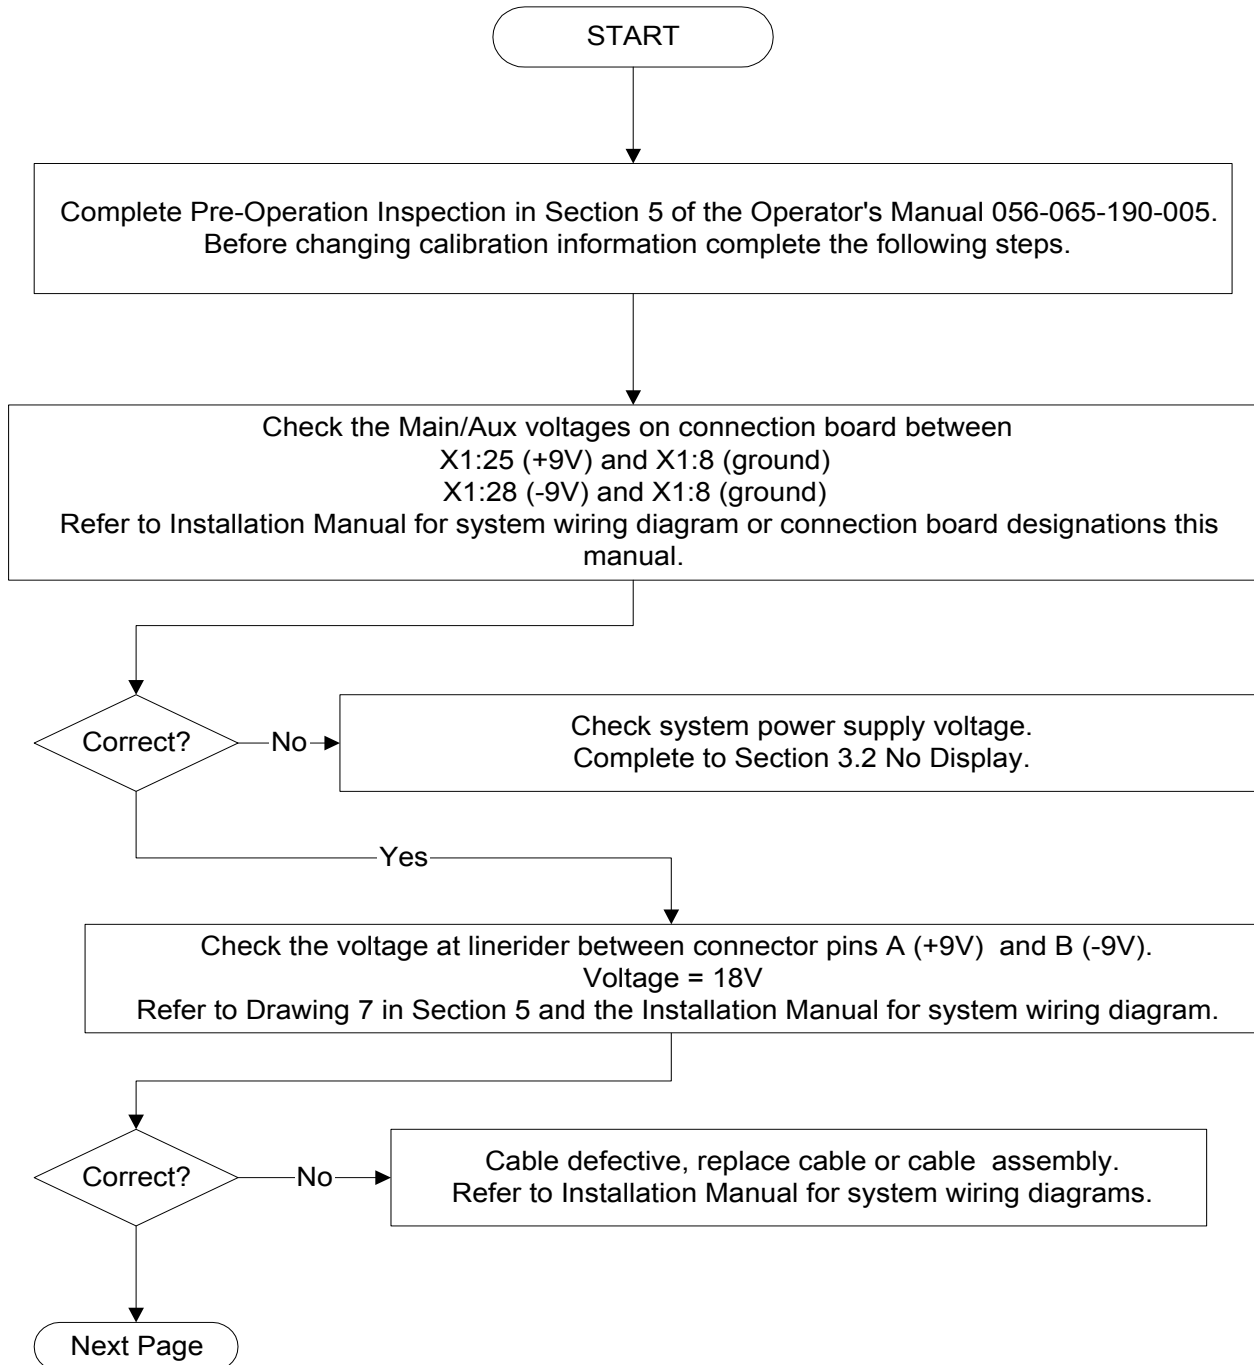 START
Complete Pre-Operation Inspection in Section 5 of the Operator's Manual 056-065-190-005.
Before changing calibration information complete the following steps.
Check the Main/Aux voltages on connection board between
X1:25 (+9V) and X1:8 (ground)
X1:28 (-9V) and X1:8 (ground)
Refer to Installation Manual for system wiring diagram or connection board designations this
manual.
Correct?
No
Check system power supply voltage.
Complete to Section 3.2 No Display.
Yes
Check the voltage at linerider between connector pins A (+9V) and B (-9V).
Voltage = 18V
Refer to Drawing 7 in Section 5 and the Installation Manual for system wiring diagram.
Correct?
No
Cable defective, replace cable or cable assembly.
Refer to Installation Manual for system wiring diagrams.
Next Page